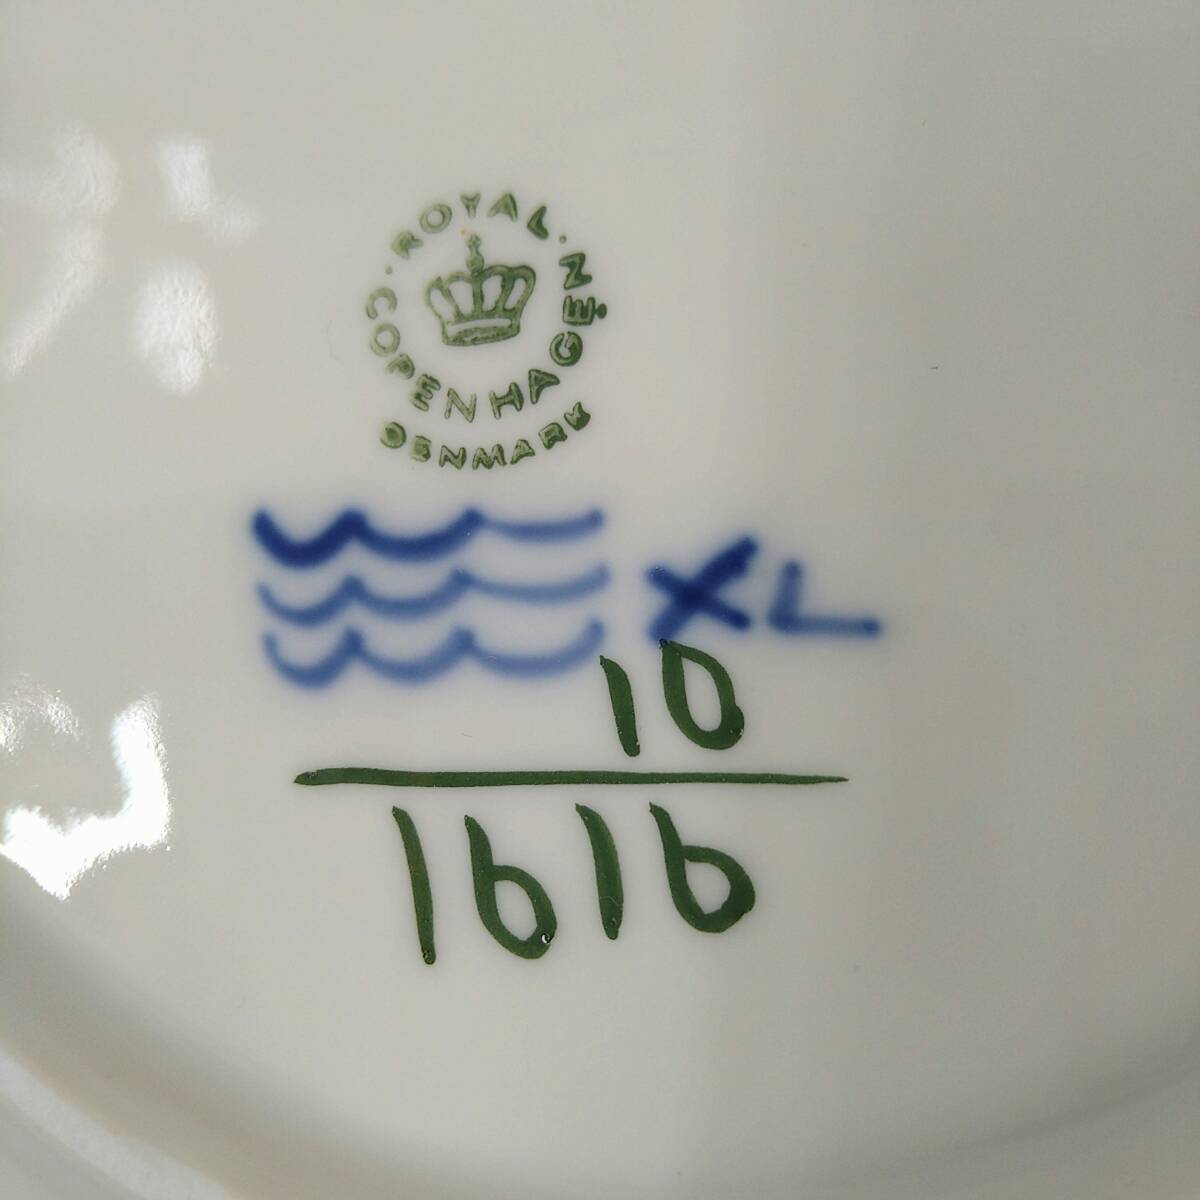 ROYAL
COPENHAGEN
DENMARK
XL
10
1616